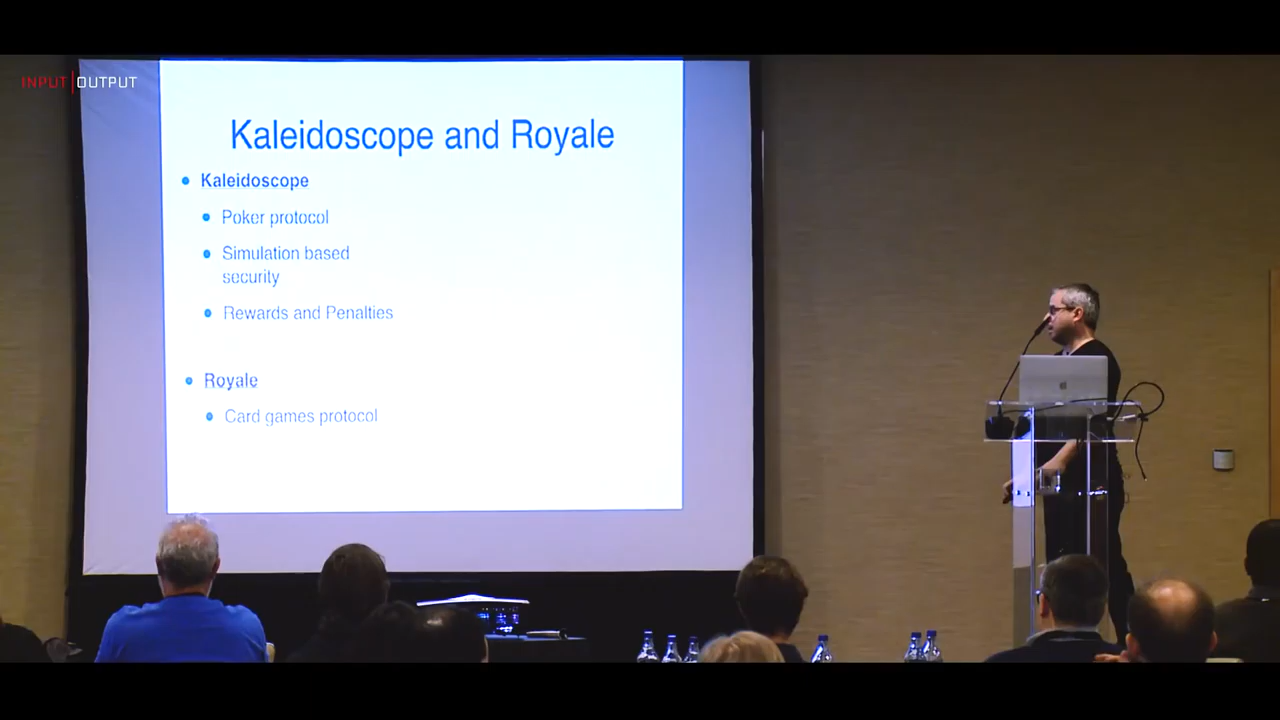 INPUT | OUTPUT
Kaleidoscope and Royale
Kaleidoscope
Poker protocol
Simulation based
security
Rewards and Penalties
Royale
Card games protocol